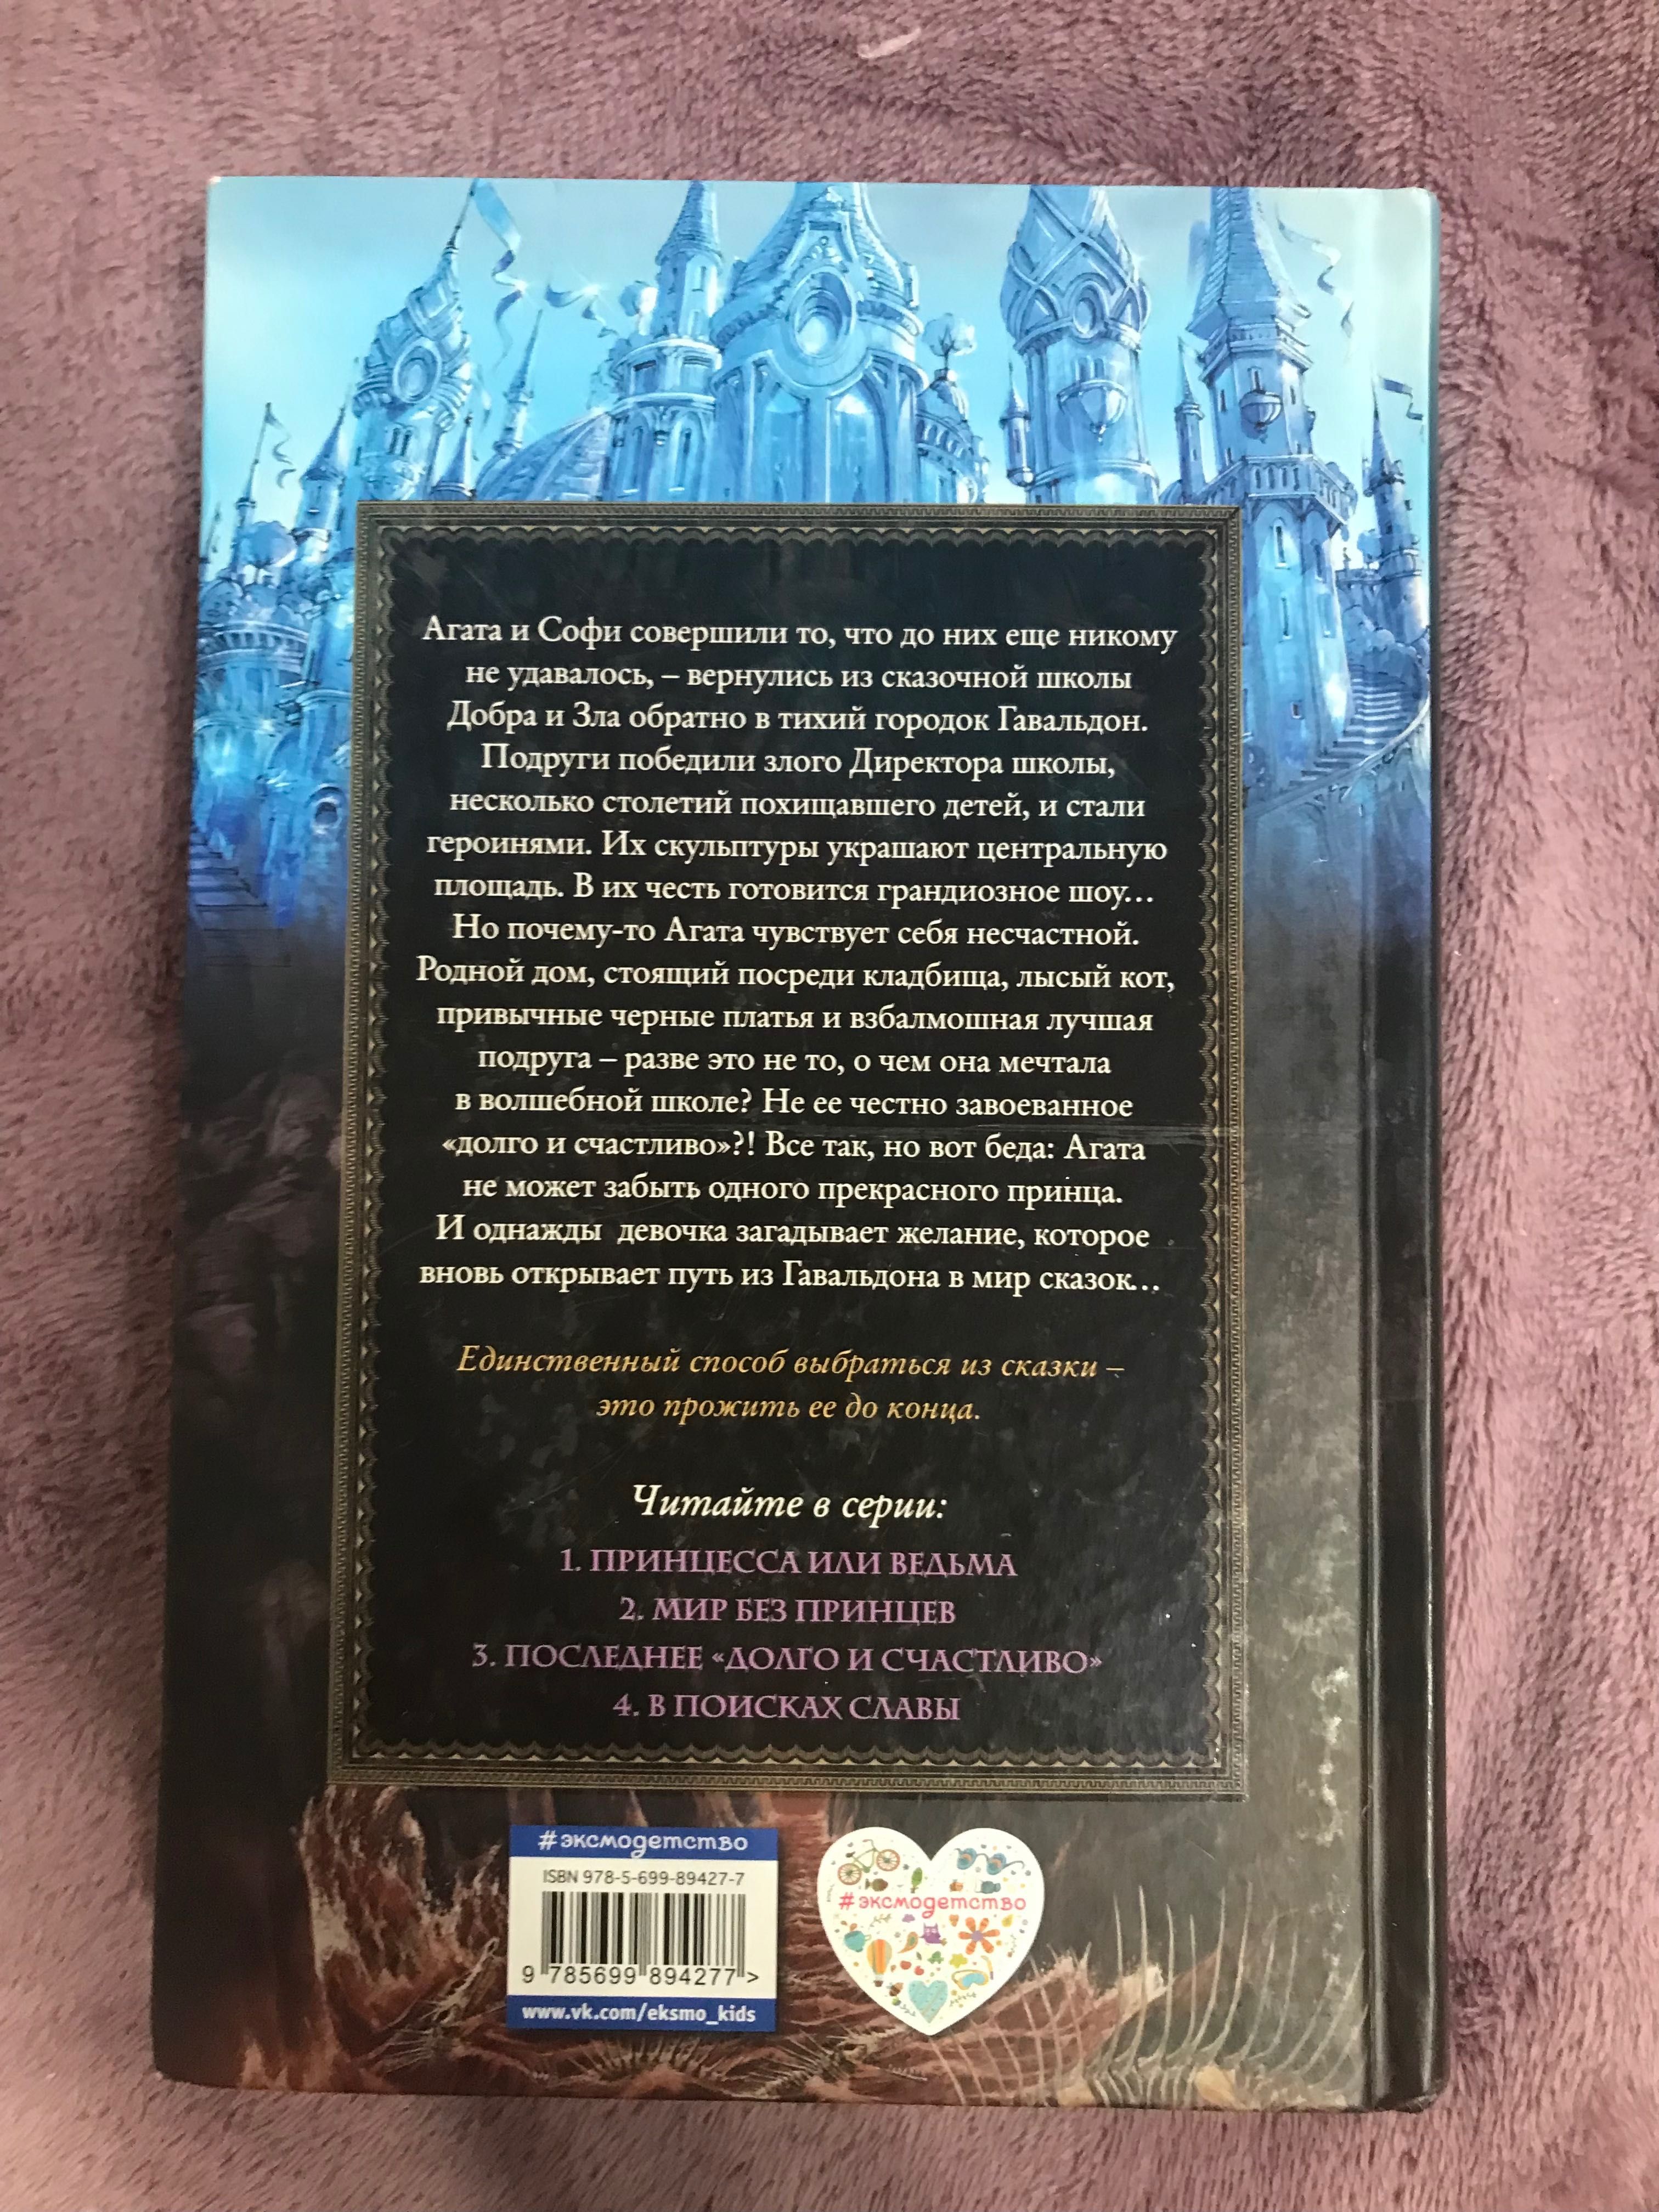 Агата и Софи совершили то, что до них еще никому
не удавалось, – вернулись из сказочной школы
Добра и Зла обратно в тихий городок Гавальдон.
Подруги победили злого Директора школы,
несколько столетий похищавшего детей, и стали
героинями. Их скульптуры украшают центральную
площадь. В их честь готовится грандиозное шоу...
Но почему-то Агата чувствует себя несчастной.
Родной дом, стоящий посреди кладбища, лысый кот,
привычные черные платья и взбалмошная лучшая
подруга – разве это не то, о чем она мечтала
в волшебной школе? Не ее честно завоеванное
«долго и счастливо»?! Все так, но вот беда: Агата
не может забыть одного прекрасного принца.
И однажды девочка загадывает желание, которое
вновь открывает путь из Гавальдона в мир сказок...
Единственный способ выбраться из сказки –
это прожить ее до конца.
Читайте в серии:
1. ПРИНЦЕССА ИЛИ ВЕДЬМА
2. МИР БЕЗ ПРИНЦЕВ
3. ПОСЛЕДНЕЕ «ДОЛГО И СЧАСТЛИВО»
4. В ПОИСКАХ СЛАВЫ
#эксмодетство
ISBN 978-5-699-89427-7
9 785699 894277 >
www.vk.com/eksmo_kids
#эксмодетство